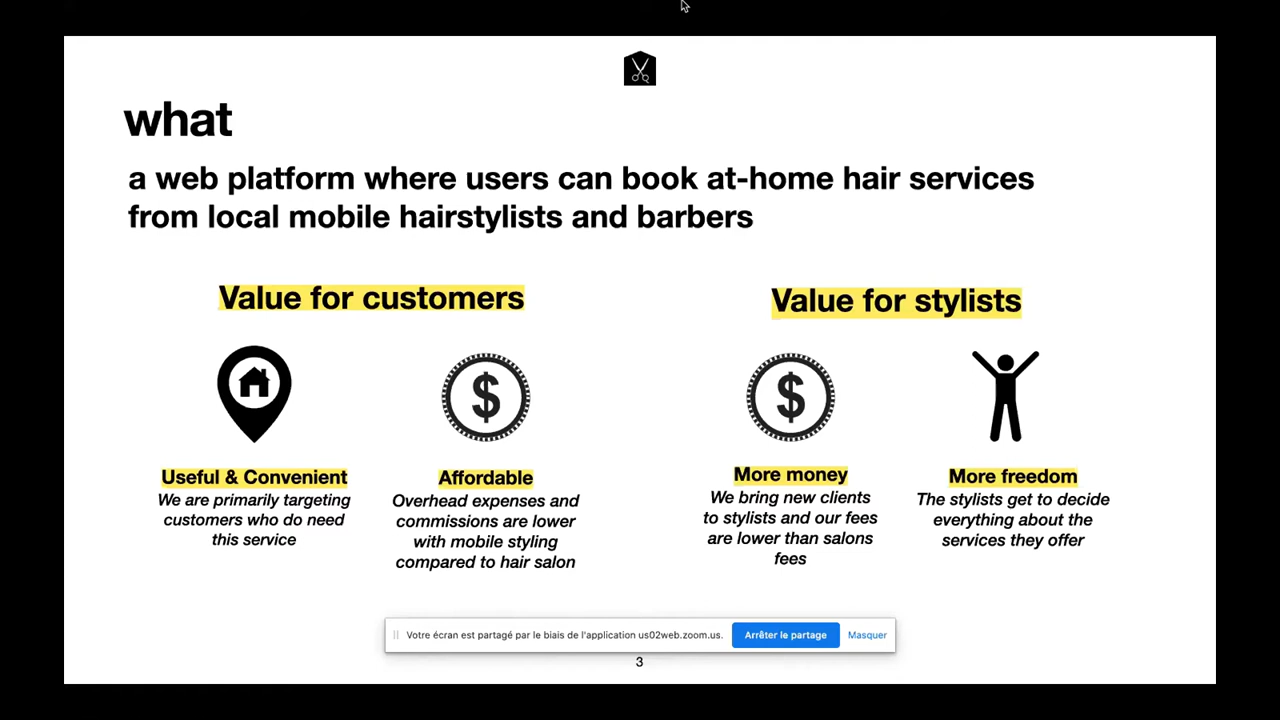 what
a web platform where users can book at-home hair services
from local mobile hairstylists and barbers
Value for customers
Value for stylists
$
$
Useful & Convenient
We are primarily targeting
customers who do need
this service
Affordable
Overhead expenses and
commissions are lower
with mobile styling
compared to hair salon
More money
We bring new clients
to stylists and our fees
are lower than salons
fees
More freedom
The stylists get to decide
everything about the
services they offer
Votre écran est partagé par le biais de l'application us02web.zoom.us.
Arrêter le partage
Masquer
3